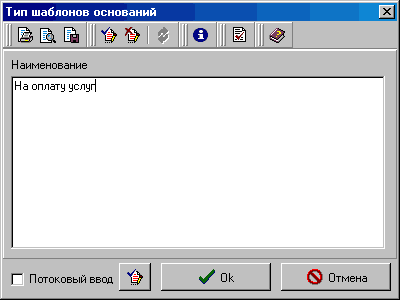 Тип шаблонов оснований
Наименование
На оплату услуг
Потоковый ввод
Ok
Отмена